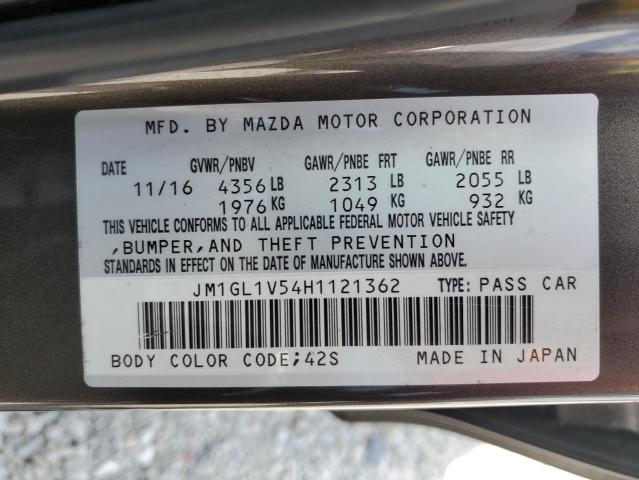 MFD. BY MAZDA MOTOR CORPORATION
DATE GVWR/PNBV GAWR/PNBE FRT GAWR/PNBE RR
11/16 4356 LB 2313 LB 2055 LB
1976 KG 1049 KG 932 KG
THIS VEHICLE CONFORMS TO ALL APPLICABLE FEDERAL MOTOR VEHICLE SAFETY
,BUMPER,AND THEFT PREVENTION
STANDARDS IN EFFECT ON THE DATE OF MANUFACTURE SHOWN ABOVE.
JM1GL1V54H1121362 TYPE: PASS CAR
BODY COLOR CODE;42S MADE IN JAPAN